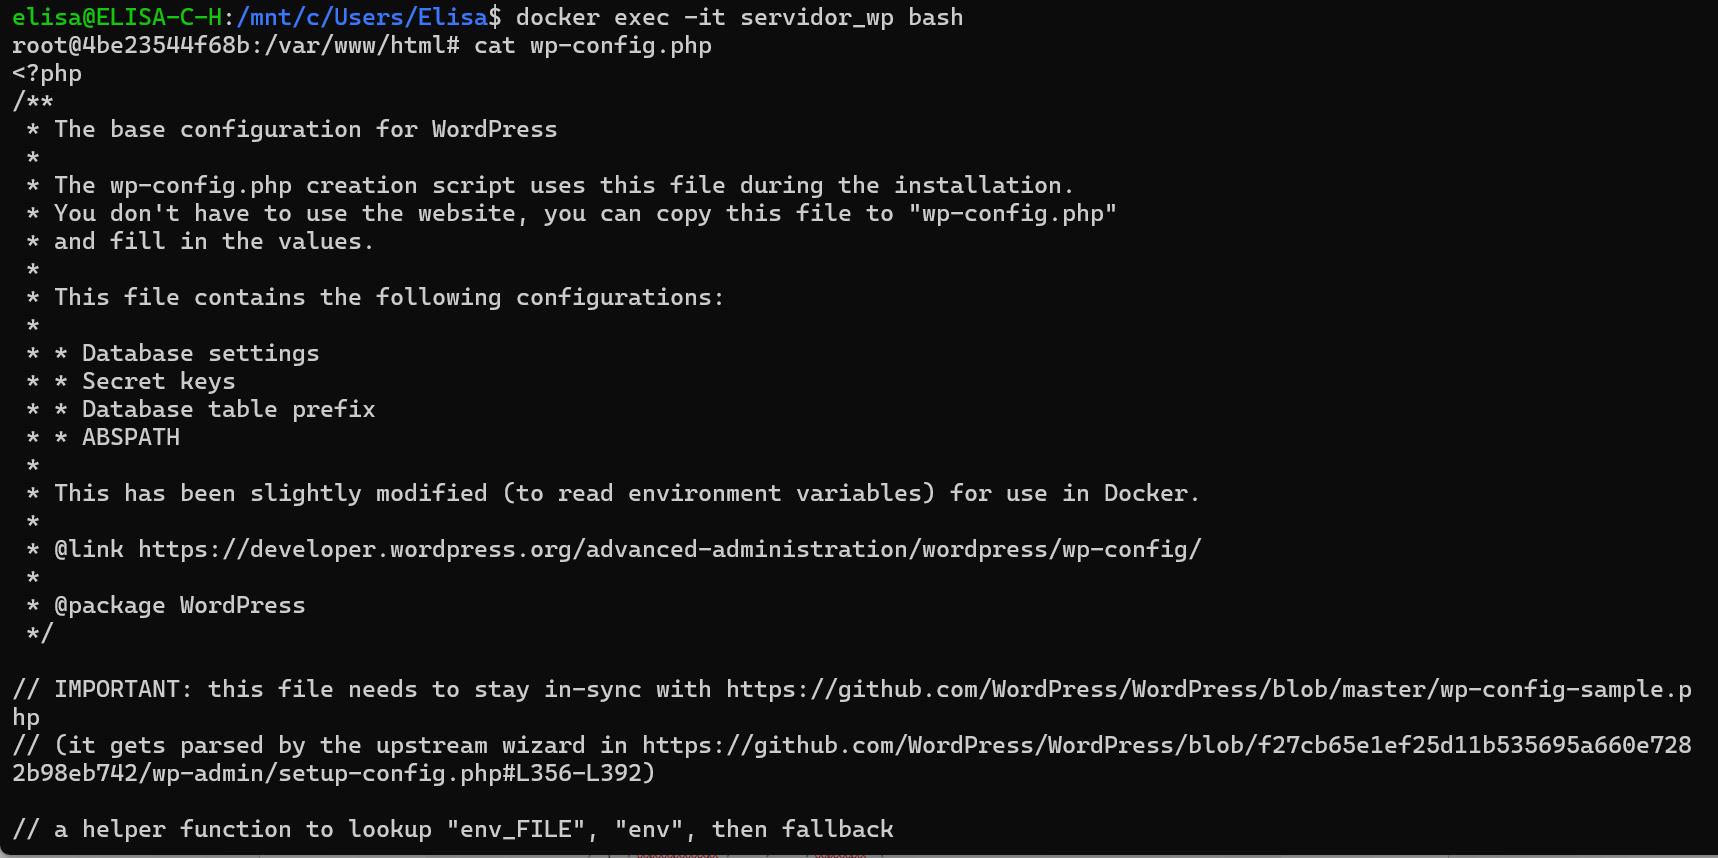 elisa@ELISA-C-H:/mnt/c/Users/Elisa$ docker exec -it servidor_wp bash
root@4be23544f68b:/var/www/html# cat wp-config.php
<?php
/**
 * The base configuration for WordPress
 *
 * The wp-config.php creation script uses this file during the installation.
 * You don't have to use the website, you can copy this file to "wp-config.php"
 * and fill in the values.
 *
 * This file contains the following configurations:
 *
 * * Database settings
 * * Secret keys
 * * Database table prefix
 * * ABSPATH
 *
 * This has been slightly modified (to read environment variables) for use in Docker.
 *
 * @link https://developer.wordpress.org/advanced-administration/wordpress/wp-config/
 *
 * @package WordPress
 */

// IMPORTANT: this file needs to stay in-sync with https://github.com/WordPress/WordPress/blob/master/wp-config-sample.p
hp
// (it gets parsed by the upstream wizard in https://github.com/WordPress/WordPress/blob/f27cb65e1ef25d11b535695a660e728
2b98eb742/wp-admin/setup-config.php#L356-L392)

// a helper function to lookup "env_FILE", "env", then fallback